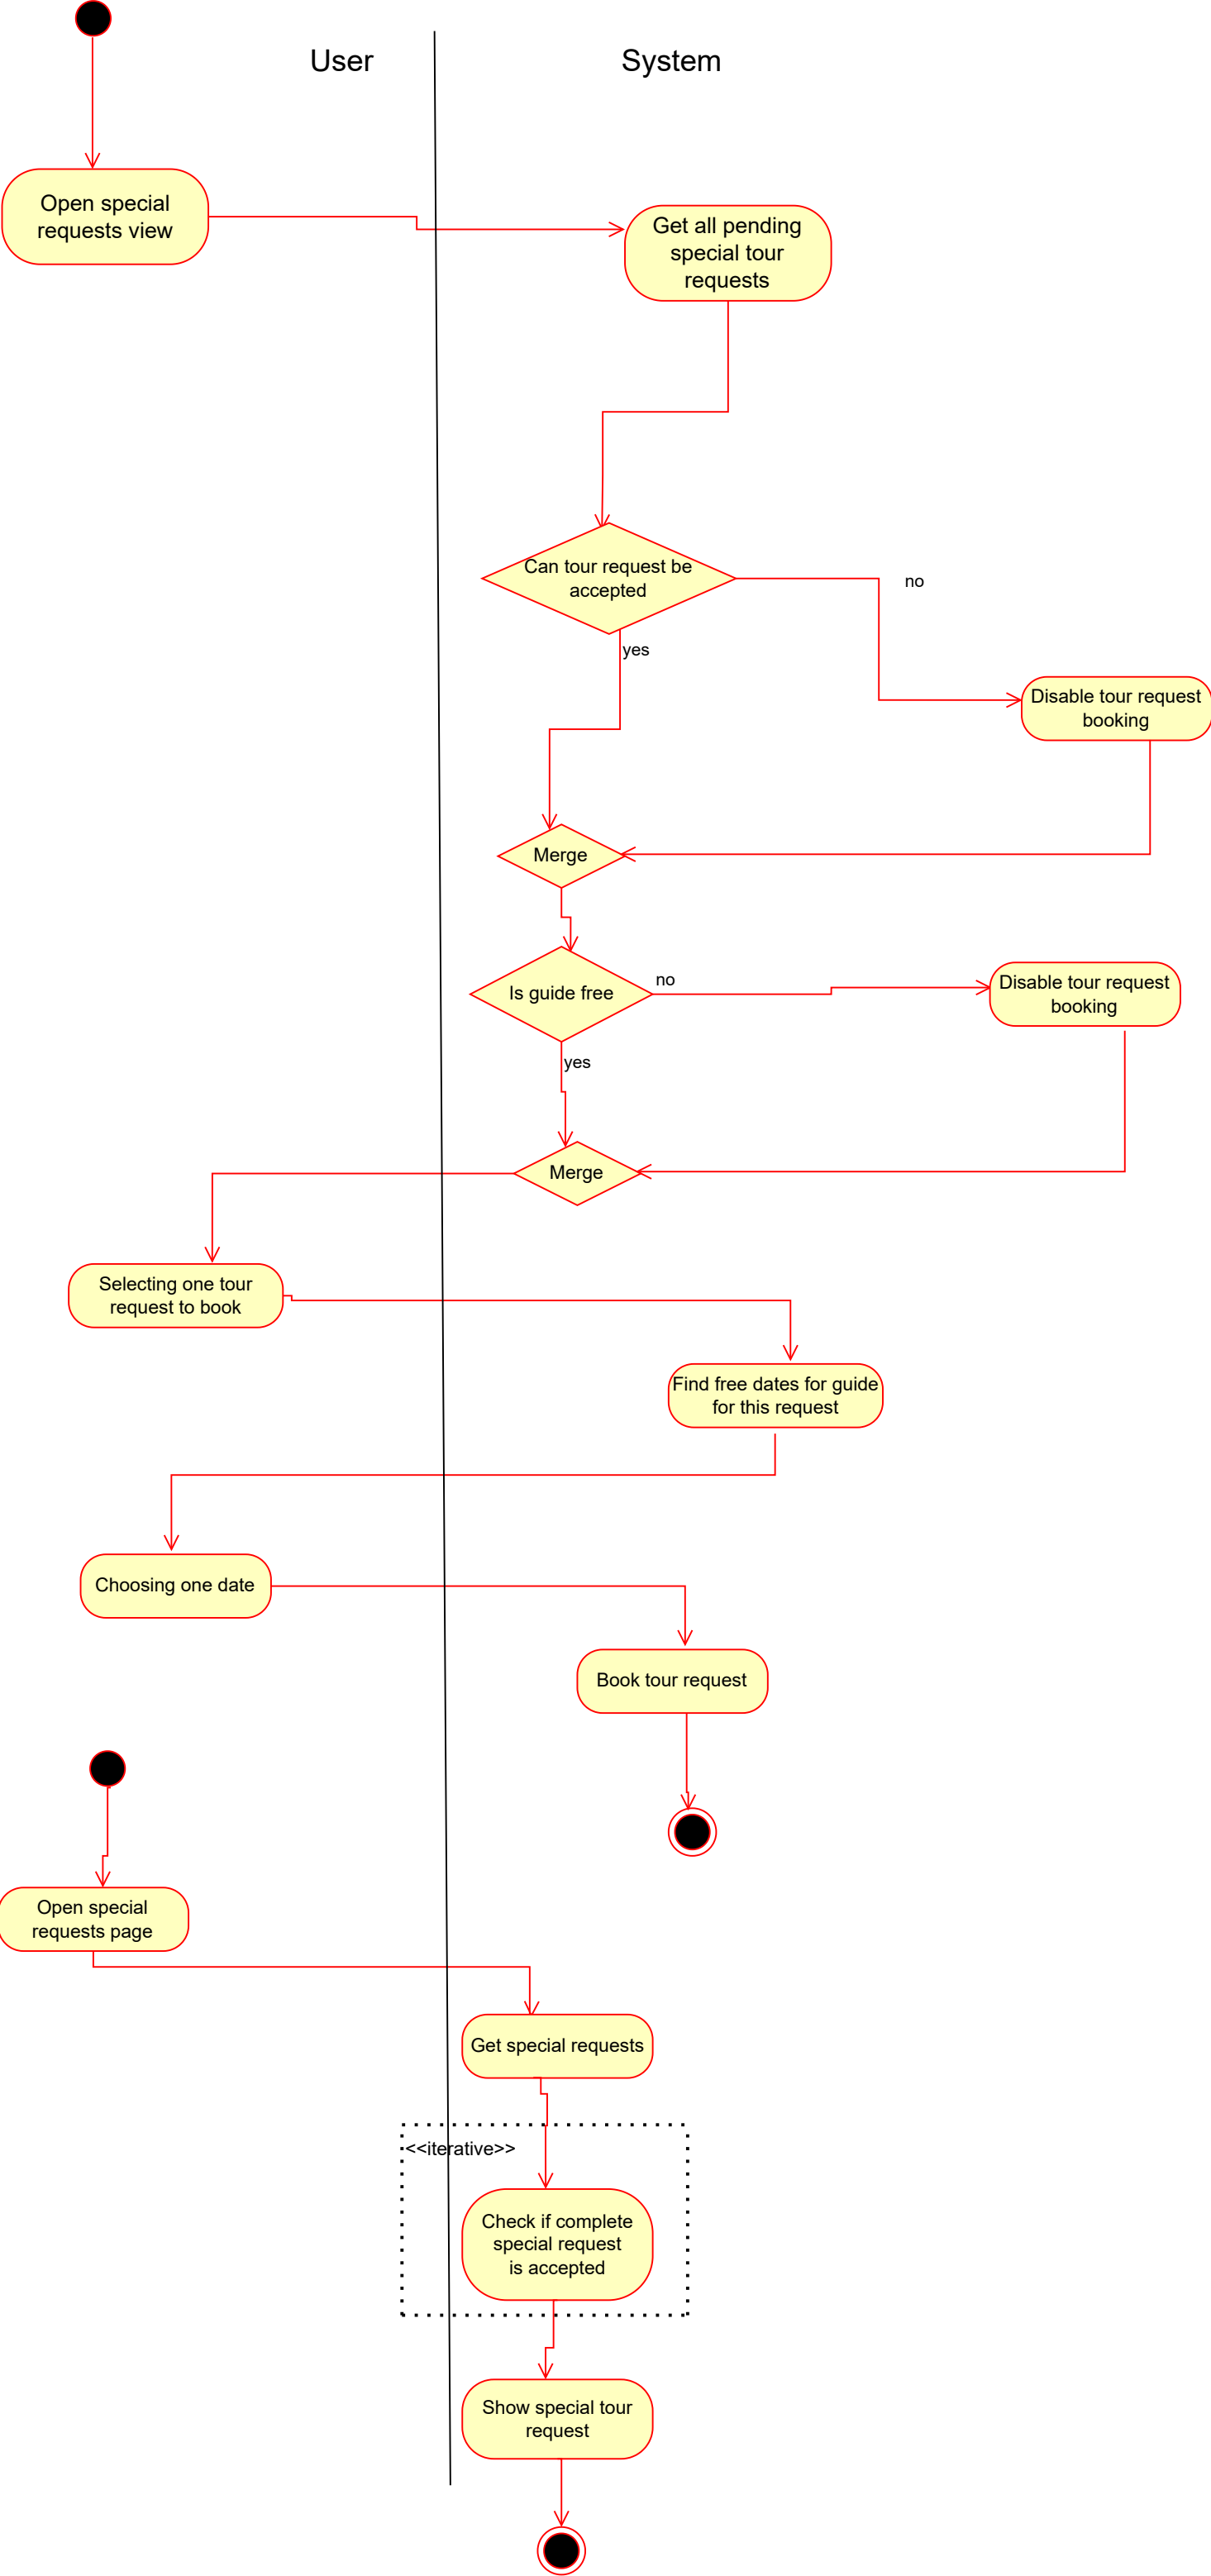 User
System
Open special
requests view
Get all pending
special tour
requests
Can tour request be
accepted
no
yes
Disable tour request
booking
Merge
Is guide free
no
Disable tour request
booking
yes
Merge
Selecting one tour
request to book
Find free dates for guide
for this request
Choosing one date
Book tour request
Open special
requests page
Get special requests
<<iterative>>
Check if complete
special request
is accepted
Show special tour
request